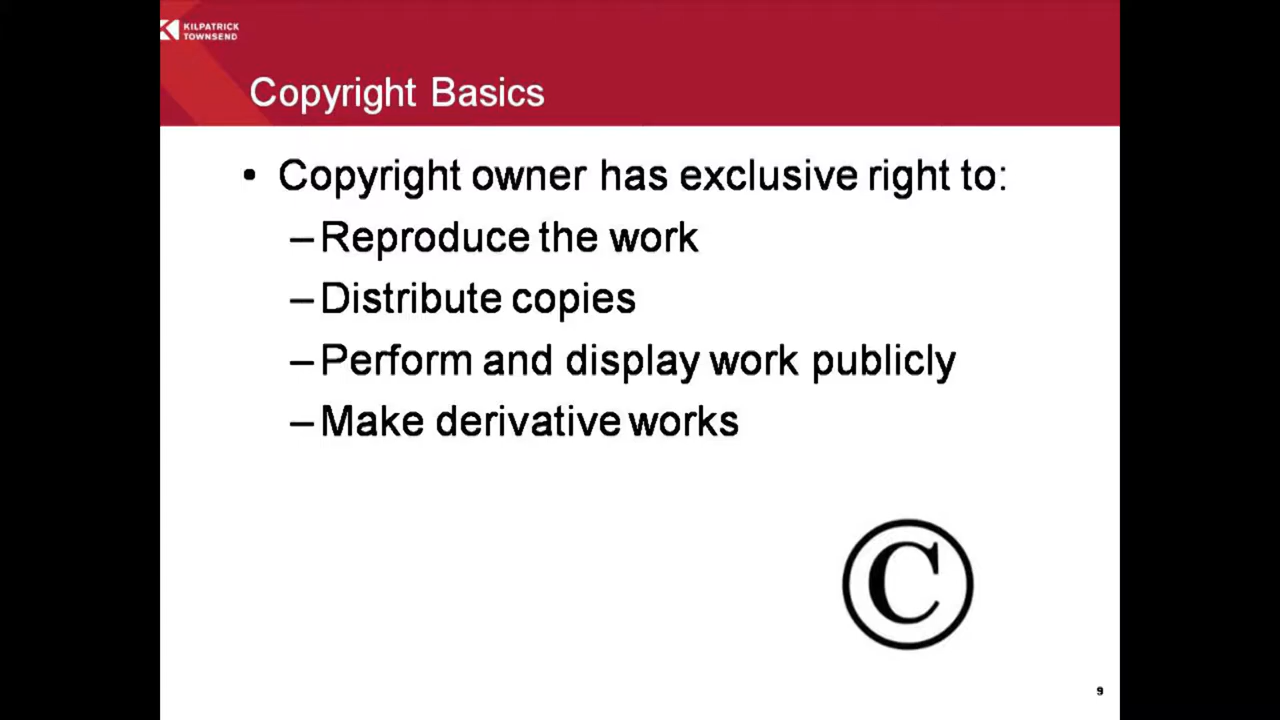 KILPATRICK
TOWNSEND
Copyright Basics
• Copyright owner has exclusive right to:
– Reproduce the work
– Distribute copies
– Perform and display work publicly
– Make derivative works
©
9